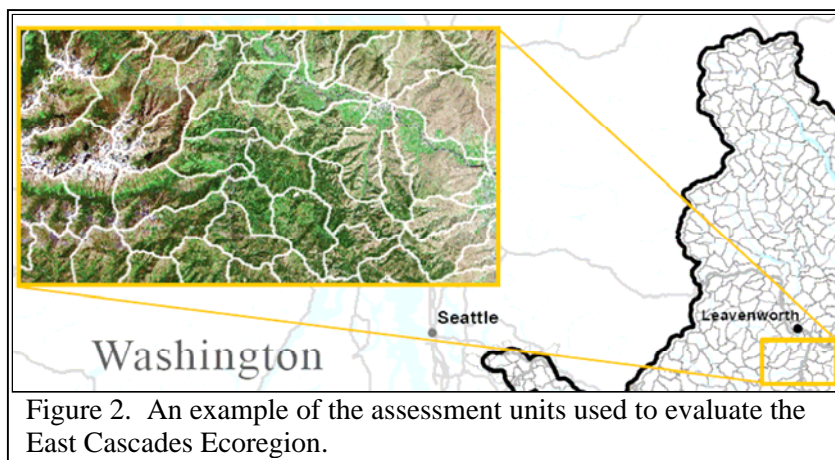 Seattle
Leavenworth
Washington
Figure 2.  An example of the assessment units used to evaluate the
East Cascades Ecoregion.